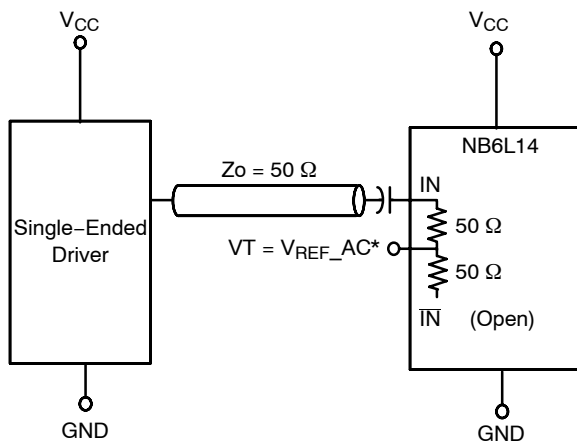 VCC
VCC
NB6L14
Zo = 50 Ω
IN
Single–Ended
Driver
50 Ω
VT = VREF_AC*
50 Ω
IN (Open)
GND
GND